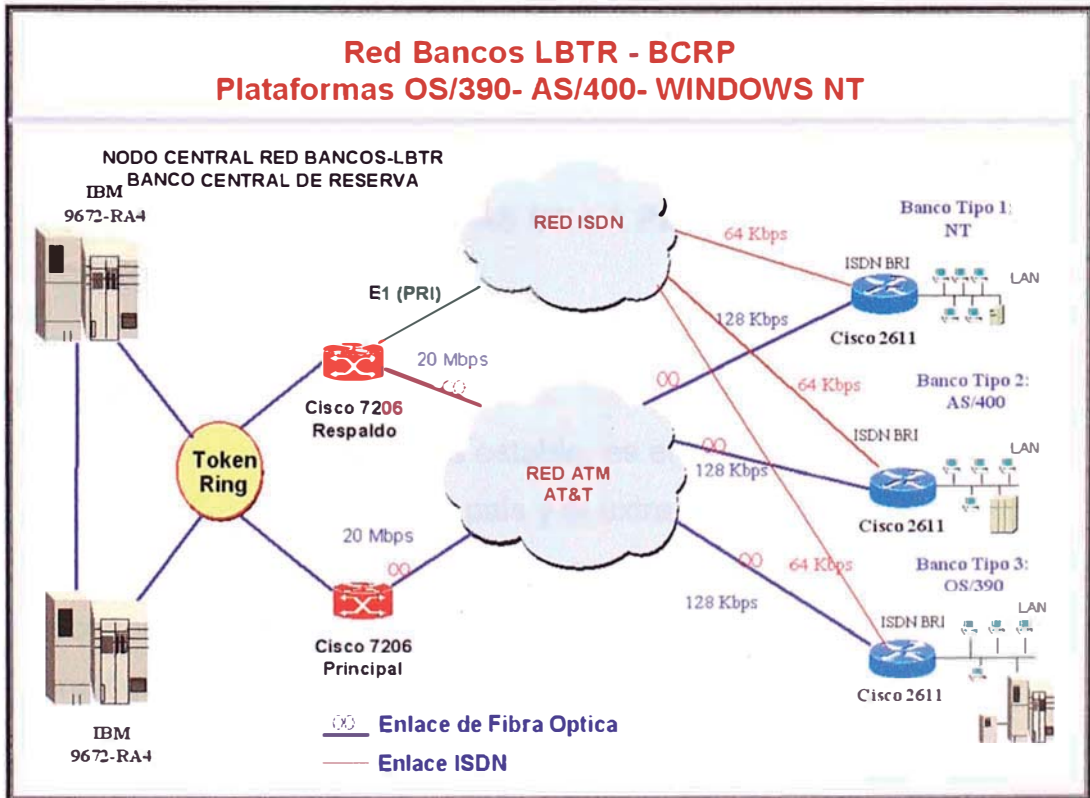 Red Bancos LBTR - BCRP
Plataformas OS/390- AS/400- WINDOWS NT
NODO CENTRAL RED BANCOS-LBTR
BANCO CENTRAL DE RESERVA
IBM
9672-RA4
RED ISDN
64 Kbps
Banco Tipo 1:
NT
ISDN BRI
LAN
E1 (PRI)
128 Kbps
Cisco 2611
20 Mbps
Cisco 7206
Respaldo
64 Kbps
Banco Tipo 2:
AS/400
ISDN BRI
LAN
Token
Ring
RED ATM
AT&T
128 Kbps
Cisco 2611
20 Mbps
64 Kbps
Banco Tipo 3:
OS/390
128 Kbps
ISDN BRI
LAN
Cisco 7206
Principal
Cisco 2611
IBM
9672-RA4
Enlace de Fibra Optica
Enlace ISDN